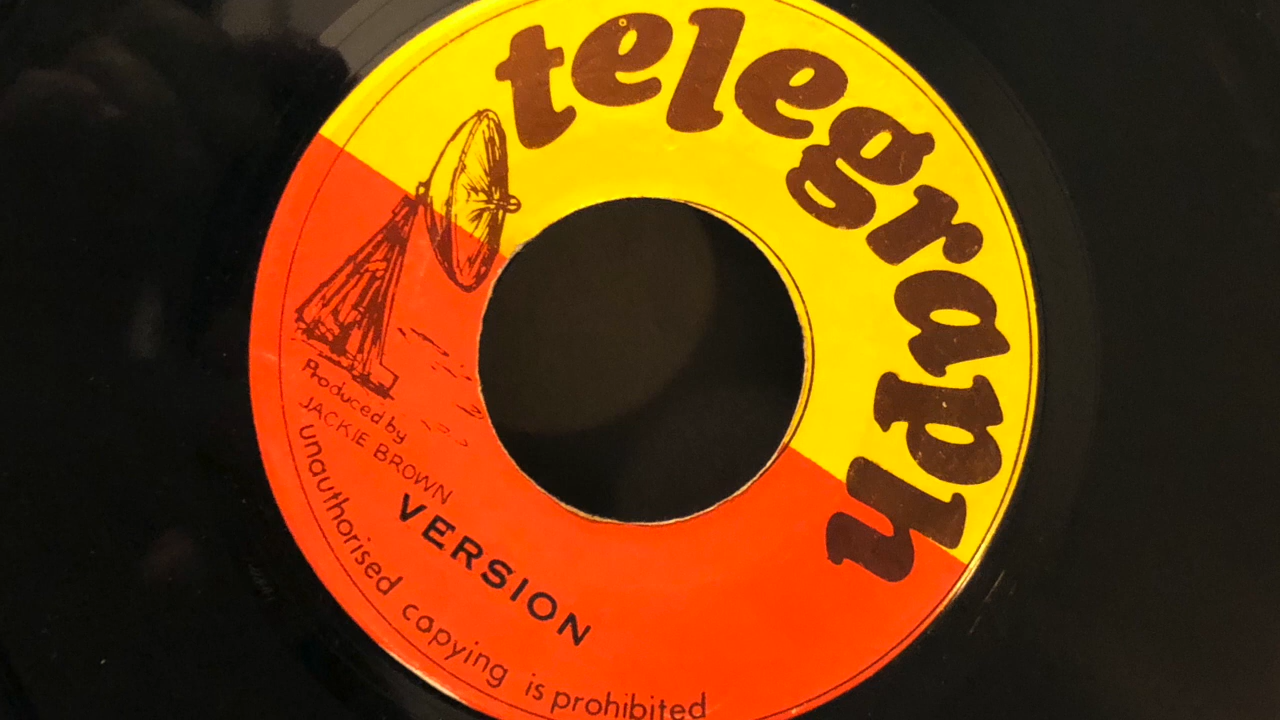 telegraph
Produced by
JACKIE BROWN
VERSION
unauthorised copying is prohibited